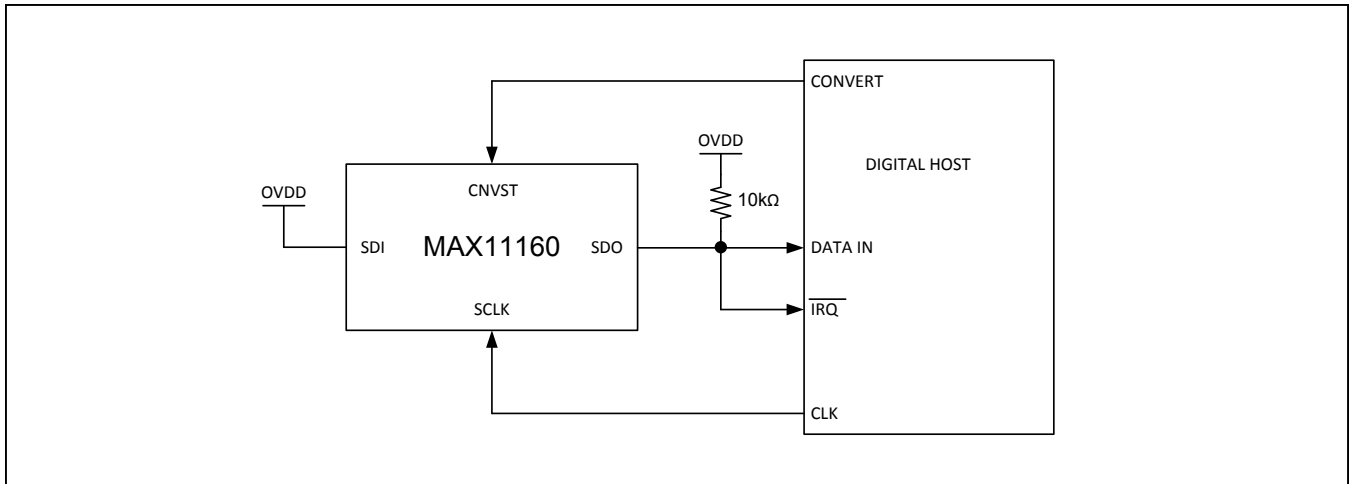 CONVERT
OVDD
DIGITAL HOST
OVDD
CNVST
10kΩ
SDI
MAX11160
SDO
DATA IN
SCLK
IRQ
CLK